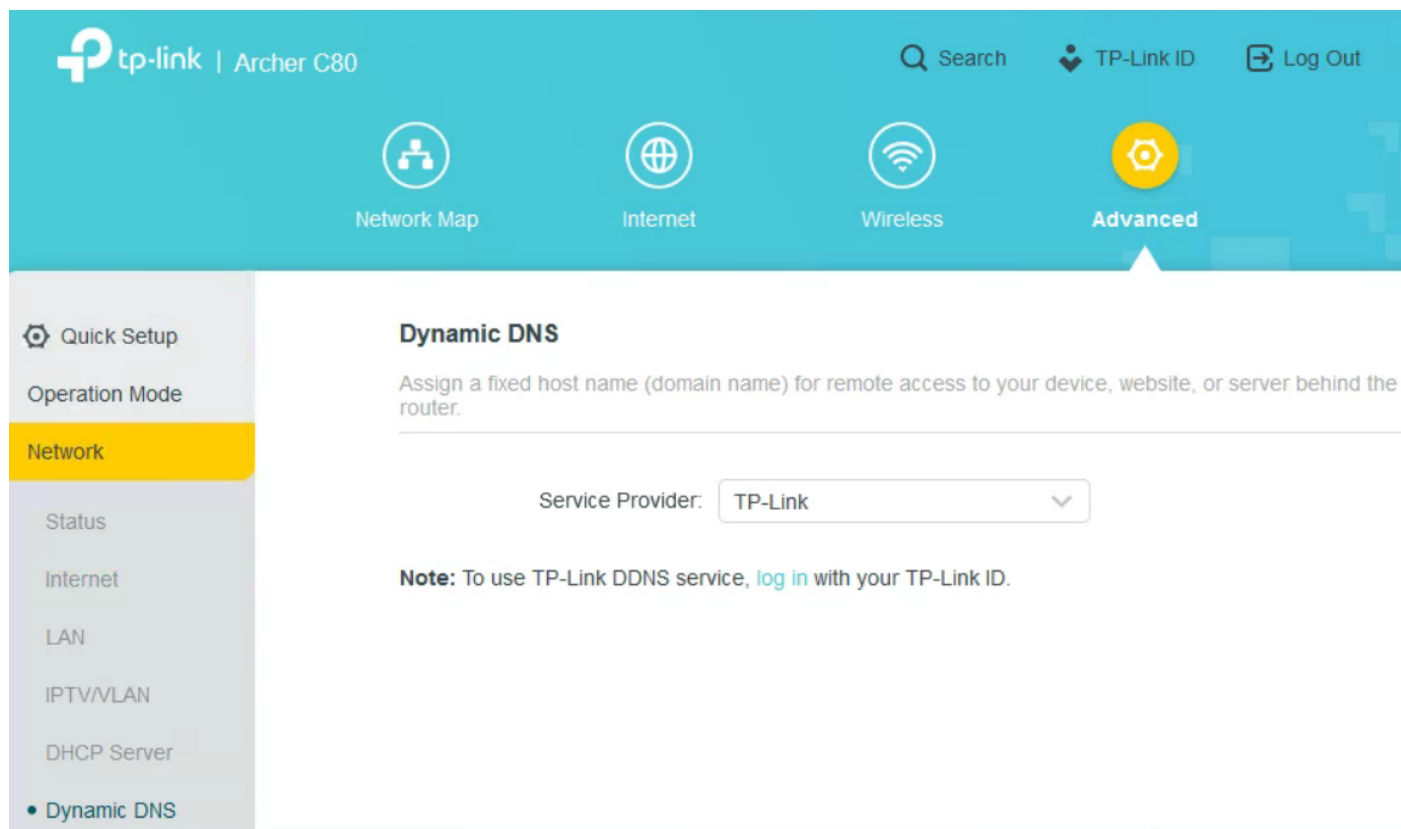 tp-link | Archer C80
Search
TP-Link ID
Log Out
Network Map
Internet
Wireless
Advanced
Quick Setup
Operation Mode
Network
Status
Internet
LAN
IPTV/VLAN
DHCP Server
Dynamic DNS
Dynamic DNS
Assign a fixed host name (domain name) for remote access to your device, website, or server behind the
router.
Service Provider: TP-Link
Note: To use TP-Link DDNS service, log in with your TP-Link ID.